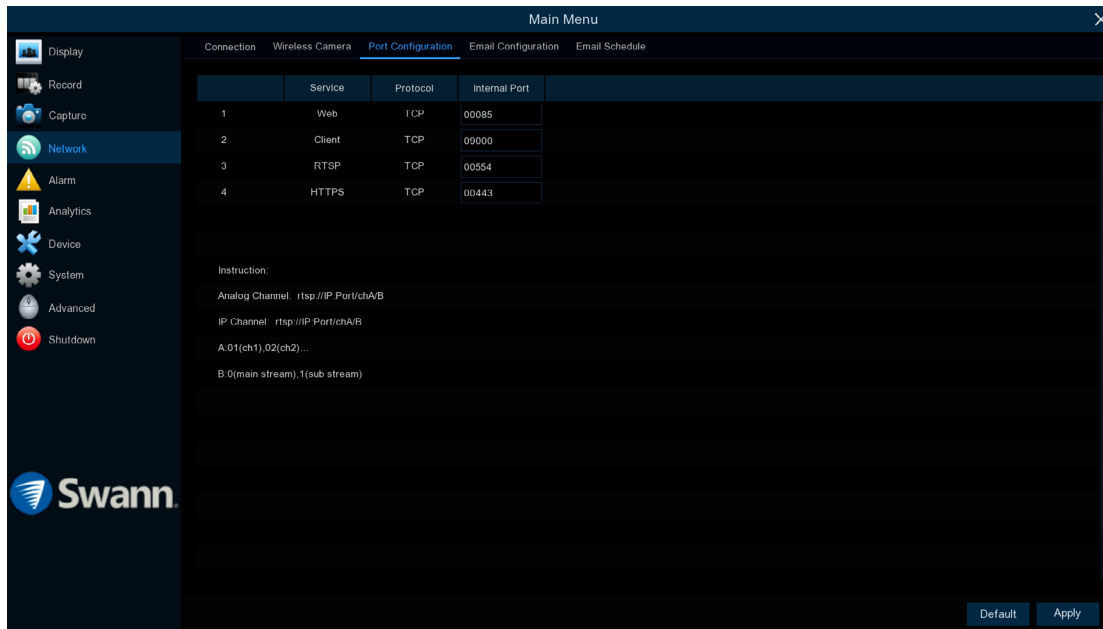 Main Menu
Display
Record
Capture
Network
Alarm
Analytics
Device
System
Advanced
Shutdown
Swann.
Connection Wireless Camera Port Configuration Email Configuration Email Schedule
Service Protocol Internal Port
1 Web TCP 00085
2 Client TCP 09000
3 RTSP TCP 00554
4 HTTPS TCP 00443
Instruction:
Analog Channel: rtsp://IP:Port/chA/B
IP Channel: rtsp://IP:Port/chA/B
A:01(ch1),02(ch2)...
B:0(main stream),1(sub stream)
Default Apply